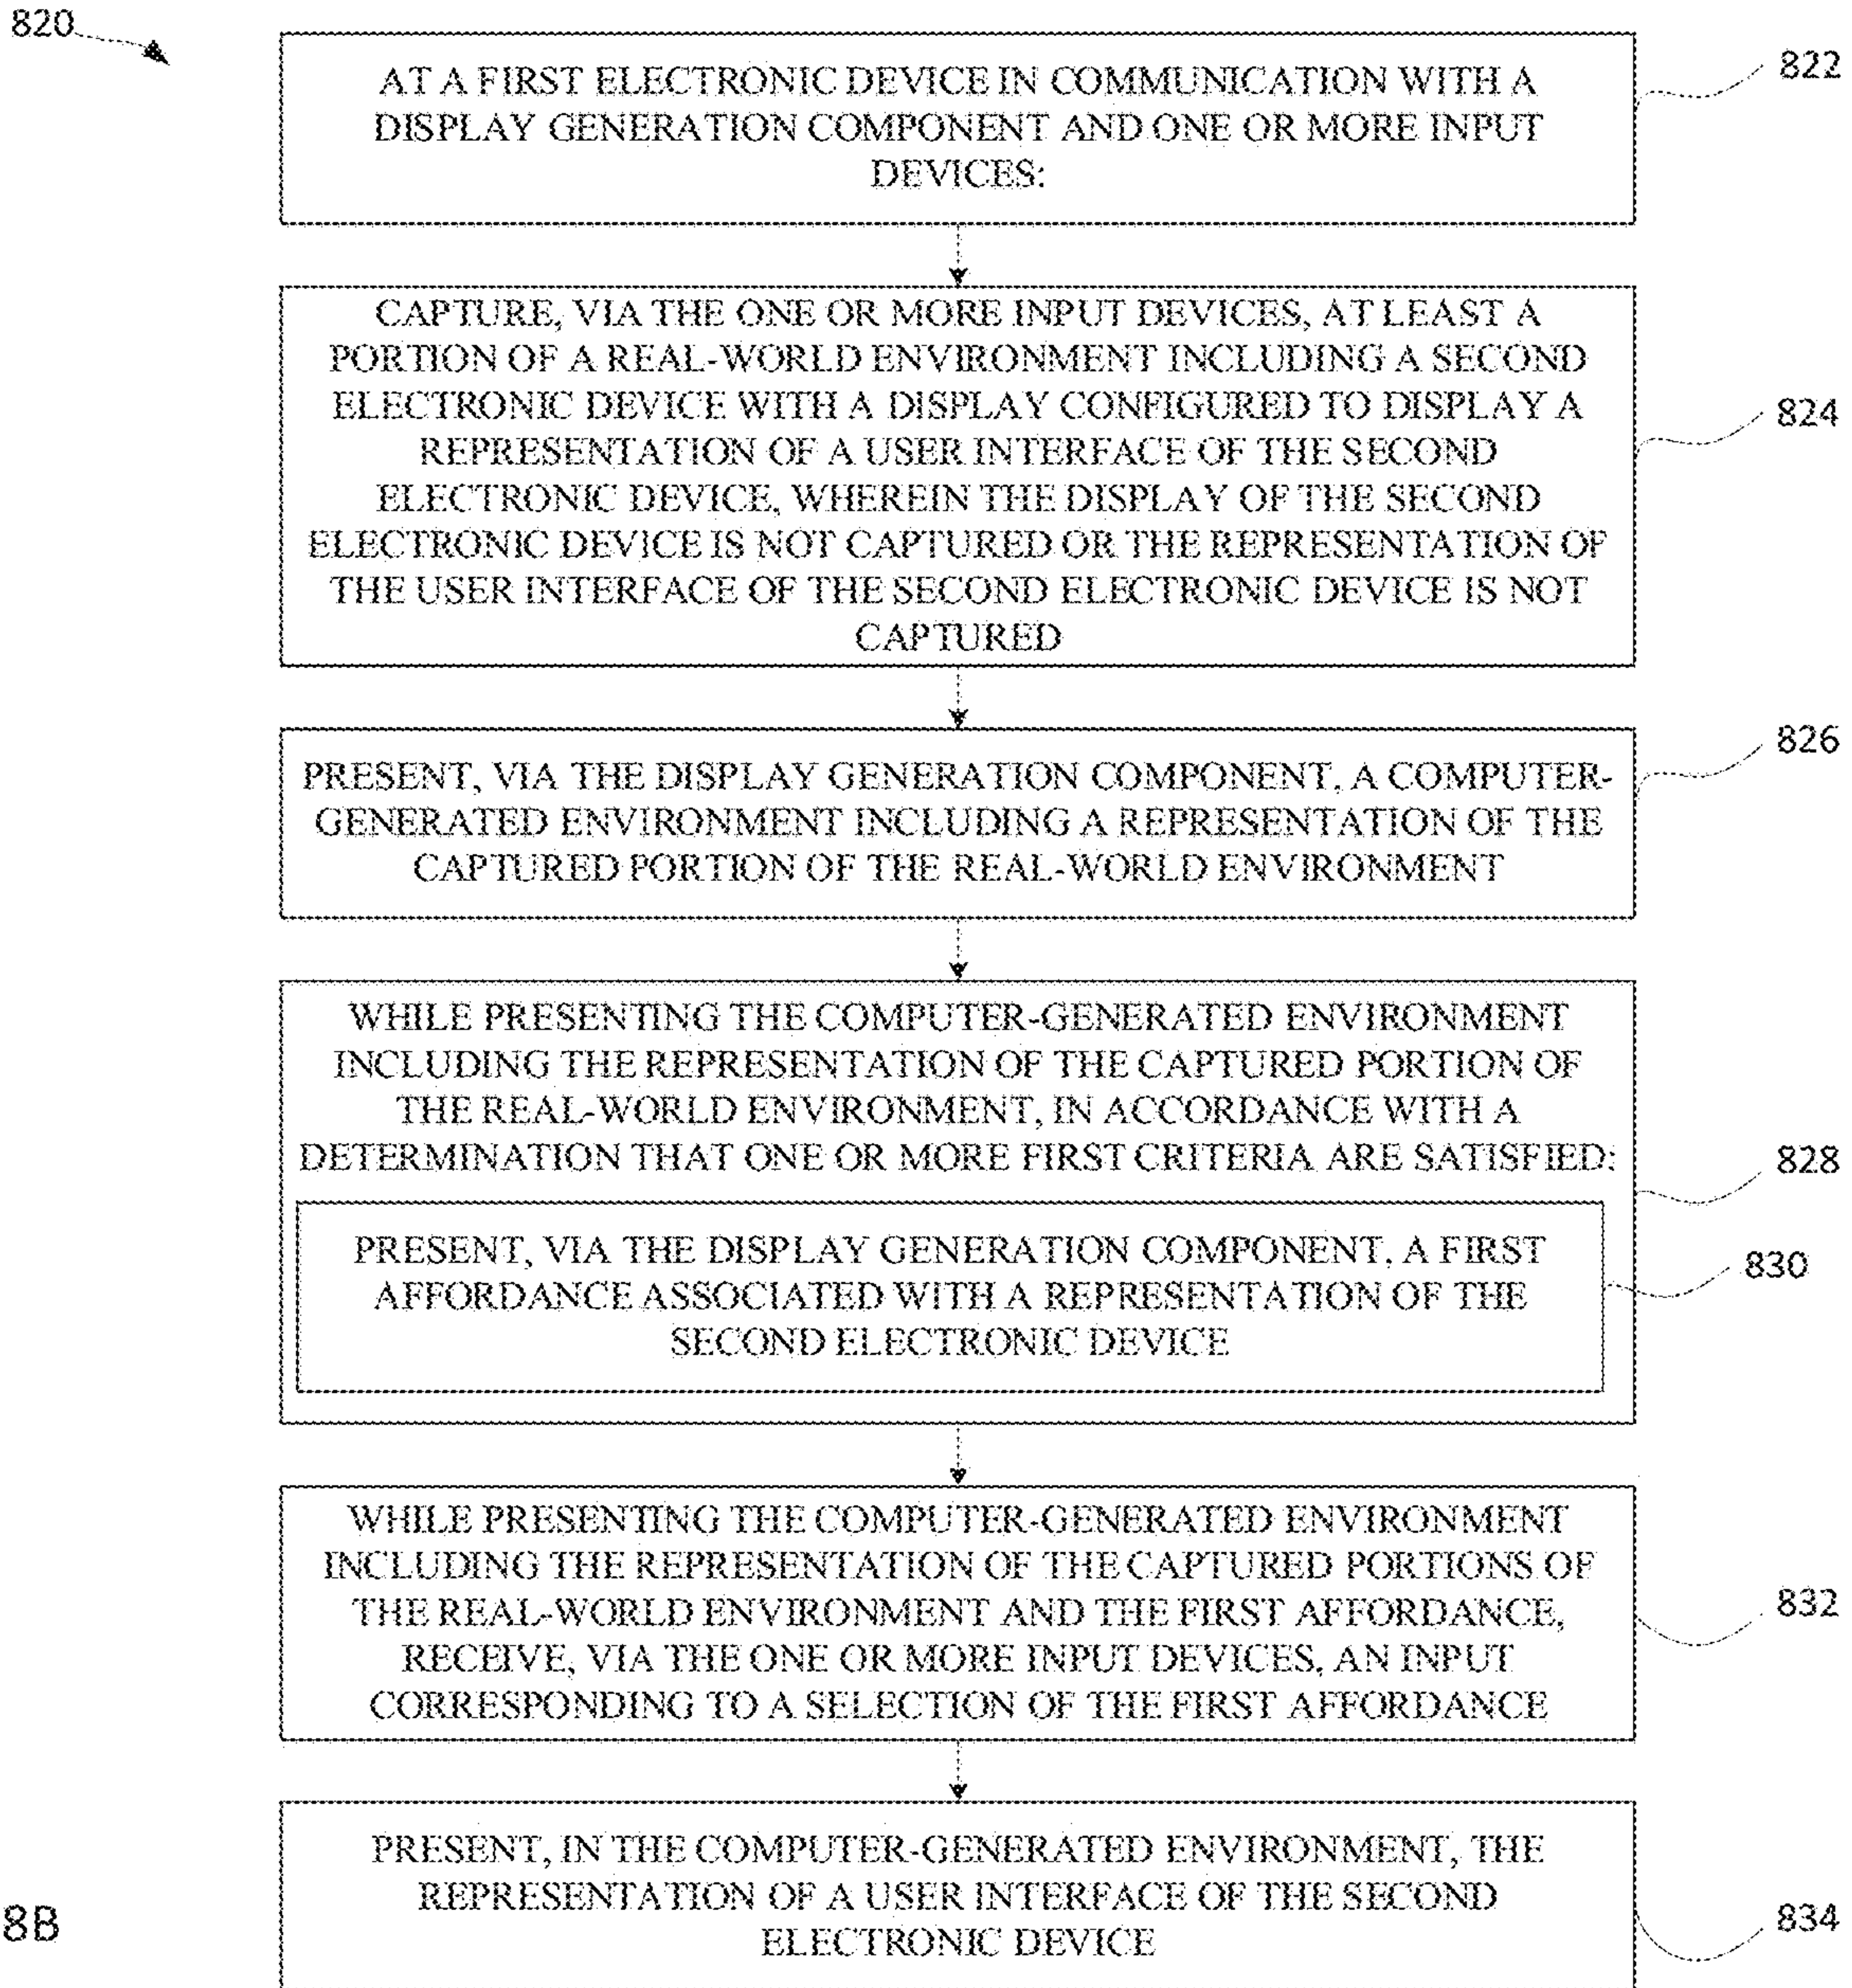 820
AT A FIRST ELECTRONIC DEVICE IN COMMUNICATION WITH A
DISPLAY GENERATION COMPONENT AND ONE OR MORE INPUT
DEVICES:
822
CAPTURE, VIA THE ONE OR MORE INPUT DEVICES, AT LEAST A
PORTION OF A REAL-WORLD ENVIRONMENT INCLUDING A SECOND
ELECTRONIC DEVICE WITH A DISPLAY CONFIGURED TO DISPLAY A
REPRESENTATION OF A USER INTERFACE OF THE SECOND
ELECTRONIC DEVICE, WHEREIN THE DISPLAY OF THE SECOND
ELECTRONIC DEVICE IS NOT CAPTURED OR THE REPRESENTATION OF
THE USER INTERFACE OF THE SECOND ELECTRONIC DEVICE IS NOT
CAPTURED
824
PRESENT, VIA THE DISPLAY GENERATION COMPONENT, A COMPUTER-
GENERATED ENVIRONMENT INCLUDING A REPRESENTATION OF THE
CAPTURED PORTION OF THE REAL-WORLD ENVIRONMENT
826
WHILE PRESENTING THE COMPUTER-GENERATED ENVIRONMENT
INCLUDING THE REPRESENTATION OF THE CAPTURED PORTION OF
THE REAL-WORLD ENVIRONMENT, IN ACCORDANCE WITH A
DETERMINATION THAT ONE OR MORE FIRST CRITERIA ARE SATISFIED:
828
PRESENT, VIA THE DISPLAY GENERATION COMPONENT, A FIRST
AFFORDANCE ASSOCIATED WITH A REPRESENTATION OF THE
SECOND ELECTRONIC DEVICE
830
WHILE PRESENTING THE COMPUTER-GENERATED ENVIRONMENT
INCLUDING THE REPRESENTATION OF THE CAPTURED PORTIONS OF
THE REAL-WORLD ENVIRONMENT AND THE FIRST AFFORDANCE,
RECEIVE, VIA THE ONE OR MORE INPUT DEVICES, AN INPUT
CORRESPONDING TO A SELECTION OF THE FIRST AFFORDANCE
832
PRESENT, IN THE COMPUTER-GENERATED ENVIRONMENT, THE
REPRESENTATION OF A USER INTERFACE OF THE SECOND
ELECTRONIC DEVICE
834
8B